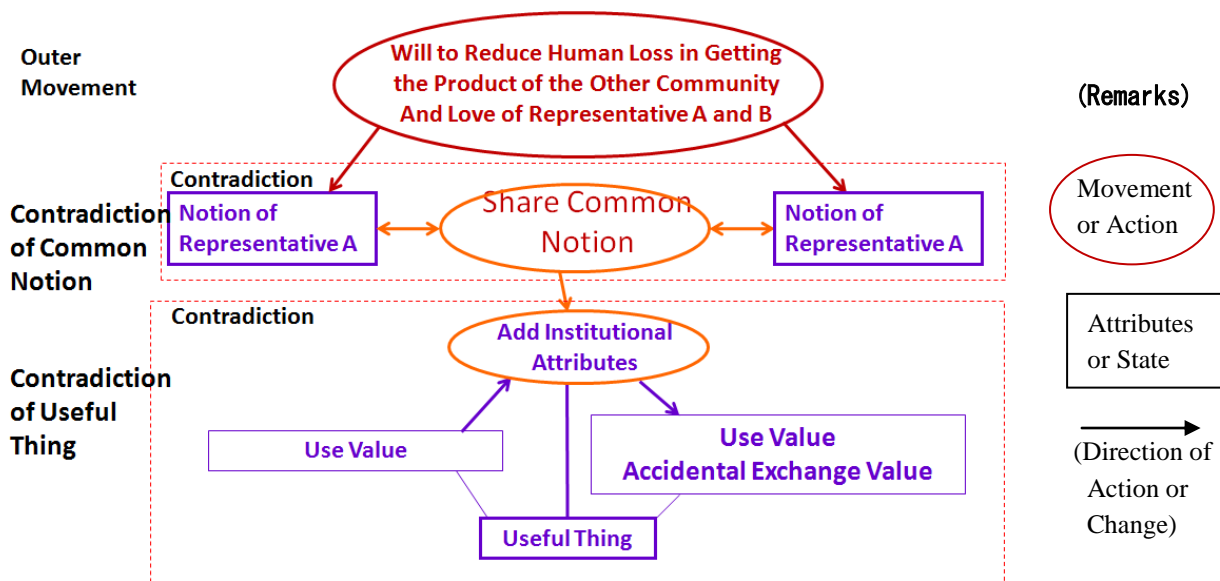 Outer
Movement
Will to Reduce Human Loss in Getting
the Product of the Other Community
And Love of Representative A and B
(Remarks)
Contradiction
Contradiction
of Common
Notion
Notion of
Representative A
Share Common
Notion
Notion of
Representative A
Movement
or Action
Contradiction
Add Institutional
Attributes
Attributes
or State
Contradiction
of Useful
Thing
Use Value
Use Value
Accidental Exchange Value
Useful Thing
(Direction of
Action or
Change)